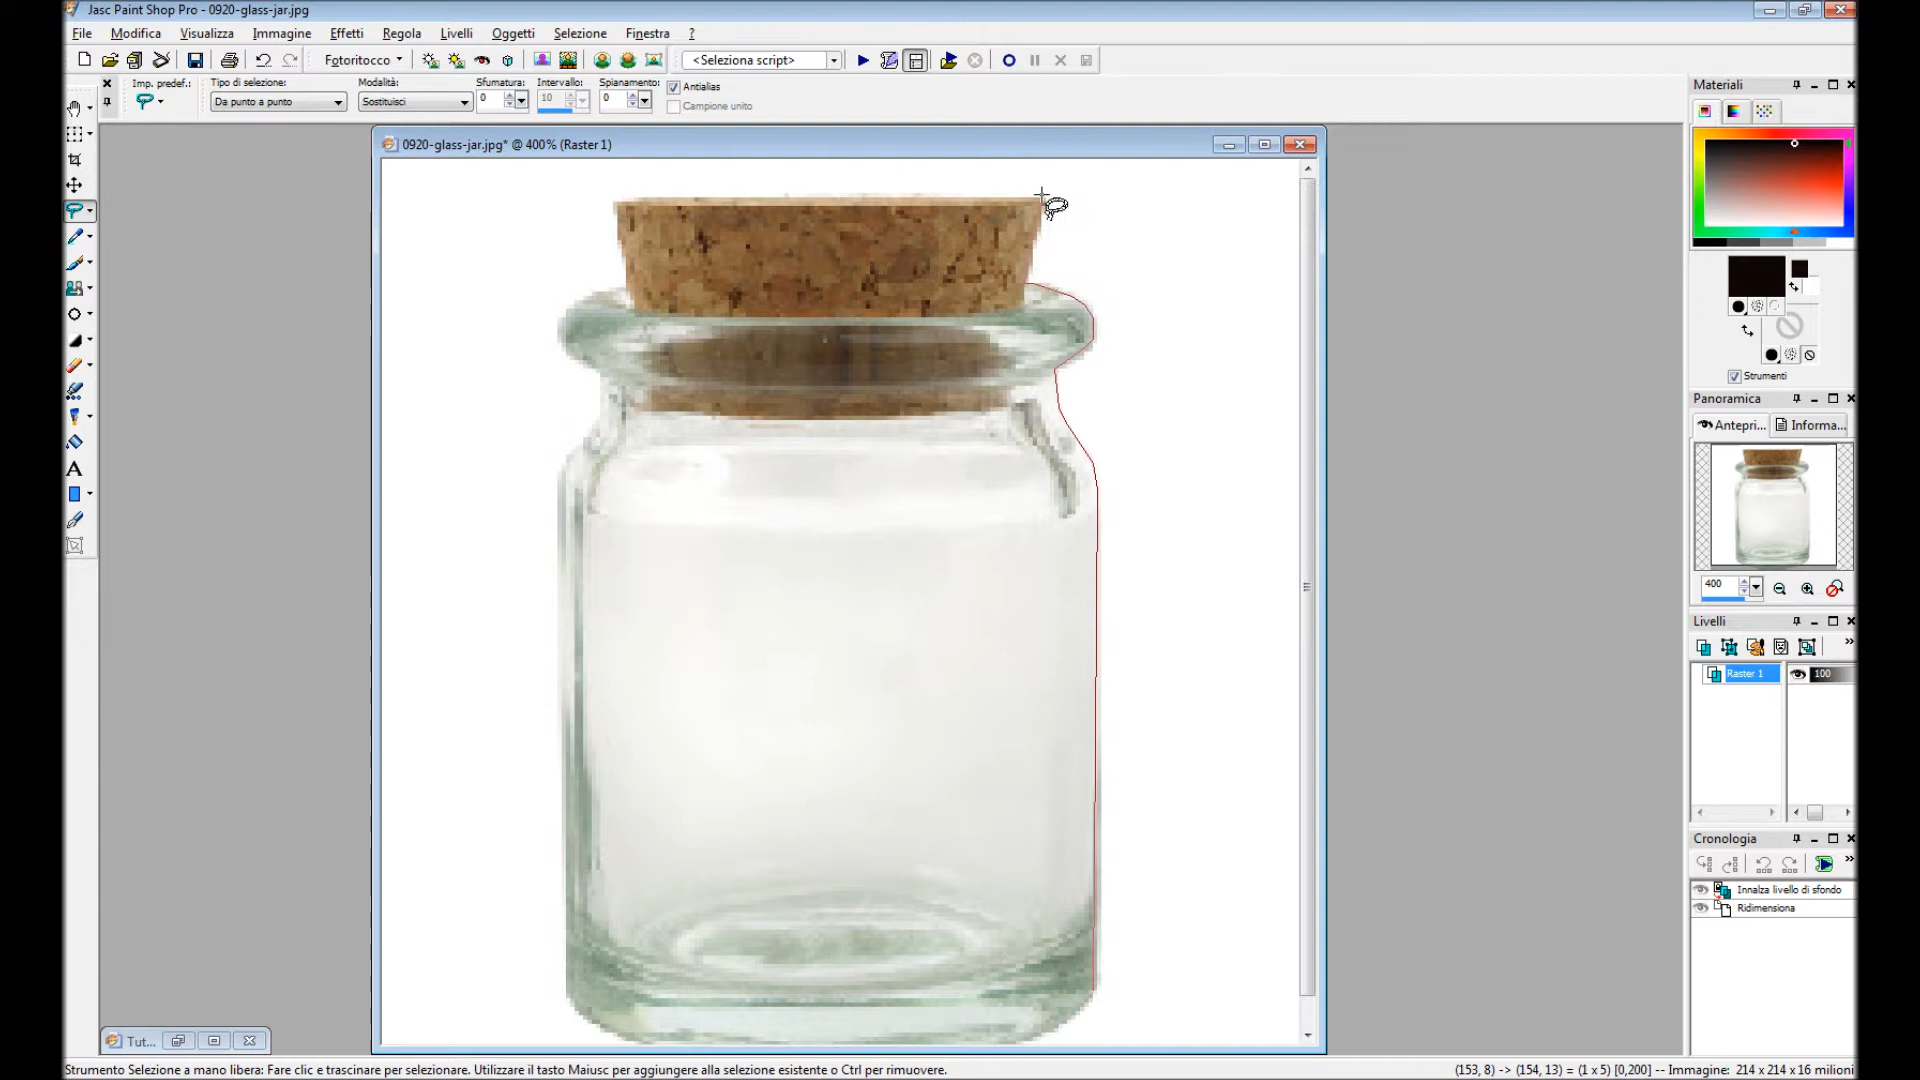 Jasc Paint Shop Pro - 0920-glass-jar.jpg
File Modifica Visualizza Immagine Effetti Regola Livelli Oggetti Selezione Finestra ?
Fotoritocco <Seleziona script>
Imp. predef.: Tipo di selezione: Modalità: Sfumatura: Intervallo: Spianamento: Antialias
Da punto a punto Sostituisci 0 10 0 Campione unito
Materiali
0920-glass-jar.jpg* @ 400% (Raster 1)
Strumenti
Panoramica
Antepri... Informa...
400
Livelli
Raster 1 100
Cronologia
Innalza livello di sfondo
Ridimensiona
Tut...
A
Strumento Selezione a mano libera: Fare clic e trascinare per selezionare. Utilizzare il tasto Maiusc per aggiungere alla selezione esistente o Ctrl per rimuovere. (153, 8) -> (154, 13) = (1 x 5) [0,200] -- Immagine: 214 x 214 x 16 milioni